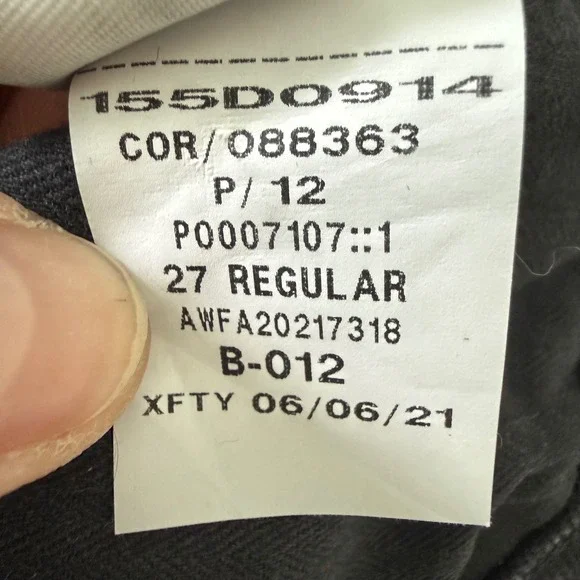 155D0914
COR/088363
P/ 12
P0007107::1
27 REGULAR
AWFA20217318
B-012
XFTY 06/06/21